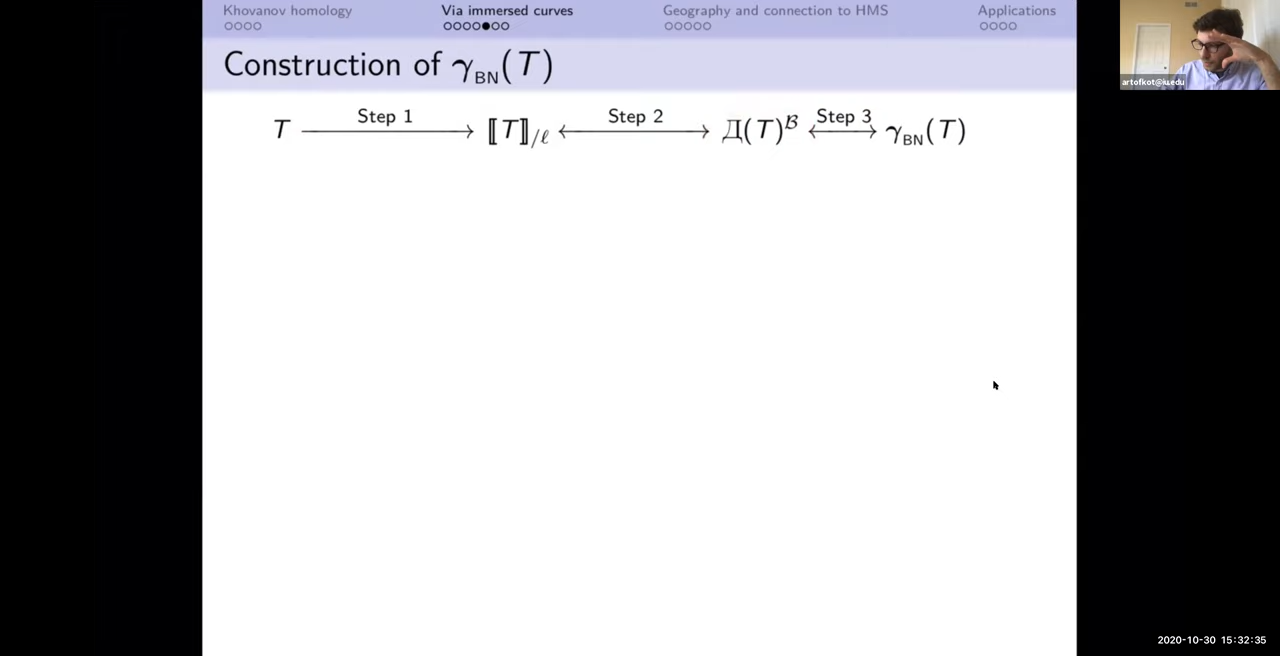 Khovanov homology Via immersed curves Geography and connection to HMS Applications
Construction of γ_BN(T)
T Step 1 ⟦T⟧_/ℓ Step 2 Д(T)^𝓑 Step 3 γ_BN(T)
artofkot@iu.edu
2020-10-30 15:32:35